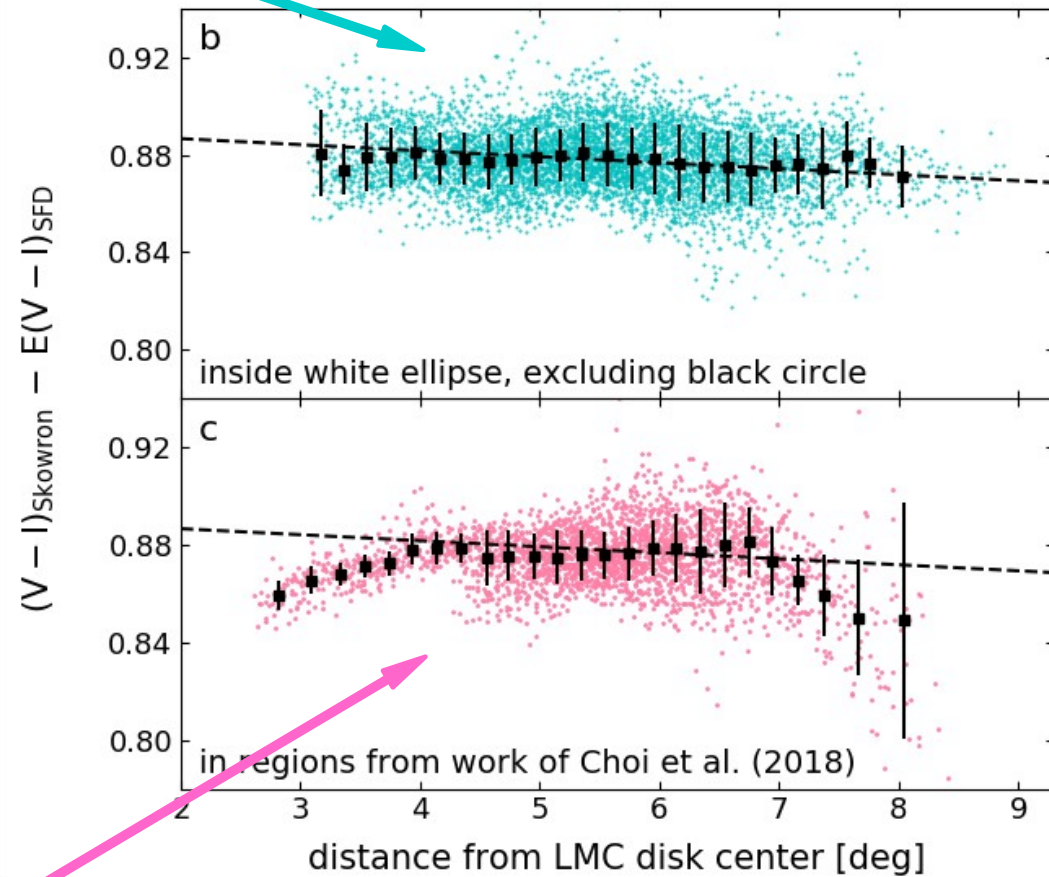 b
0.92
0.88
0.84
0.80
inside white ellipse, excluding black circle
c
0.92
0.88
0.84
0.80
in regions from work of Choi et al. (2018)
(V − I)Skowron − E(V − I)SFD
2 3 4 5 6 7 8 9
distance from LMC disk center [deg]